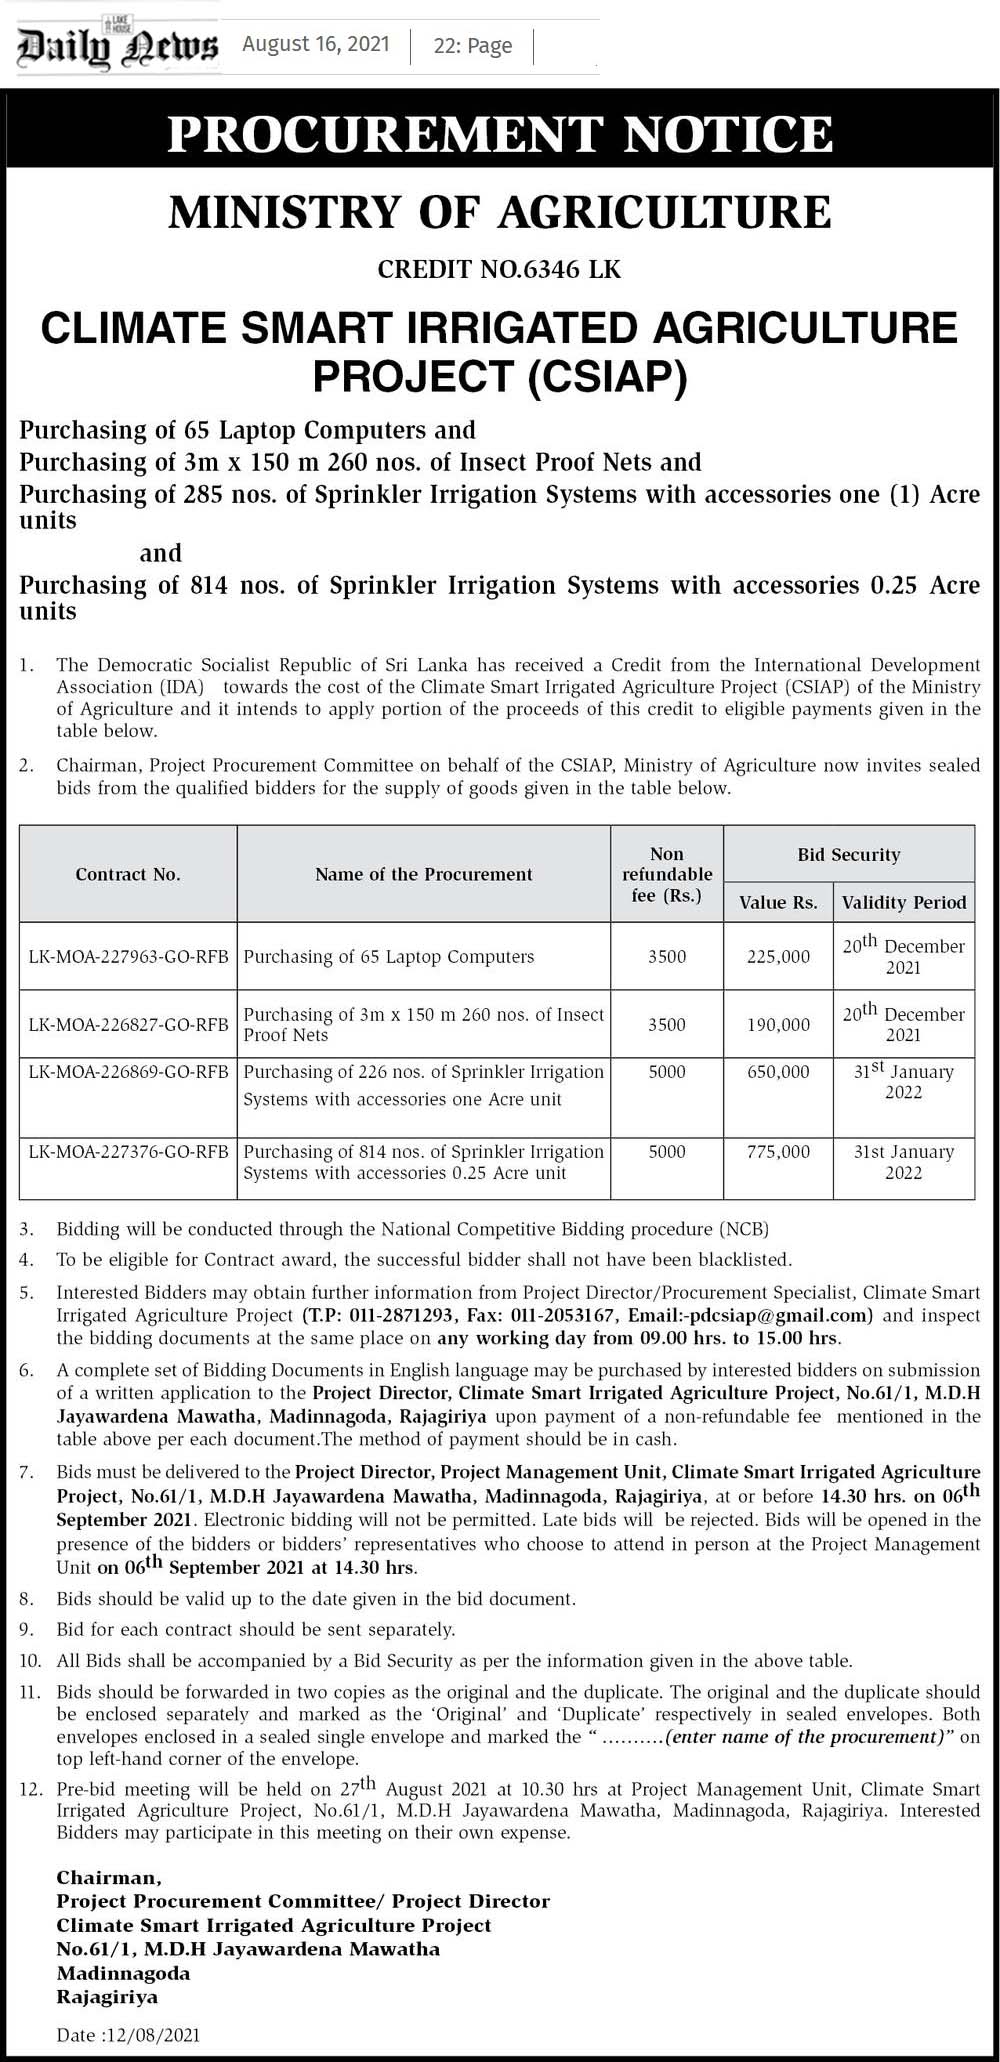 LAKE HOUSE
Daily News
August 16, 2021 | 22: Page
PROCUREMENT NOTICE
MINISTRY OF AGRICULTURE
CREDIT NO.6346 LK
CLIMATE SMART IRRIGATED AGRICULTURE
PROJECT (CSIAP)
Purchasing of 65 Laptop Computers and
Purchasing of 3m x 150 m 260 nos. of Insect Proof Nets and
Purchasing of 285 nos. of Sprinkler Irrigation Systems with accessories one (1) Acre
units
and
Purchasing of 814 nos. of Sprinkler Irrigation Systems with accessories 0.25 Acre
units
1. The Democratic Socialist Republic of Sri Lanka has received a Credit from the International Development
Association (IDA) towards the cost of the Climate Smart Irrigated Agriculture Project (CSIAP) of the Ministry
of Agriculture and it intends to apply portion of the proceeds of this credit to eligible payments given in the
table below.
2. Chairman, Project Procurement Committee on behalf of the CSIAP, Ministry of Agriculture now invites sealed
bids from the qualified bidders for the supply of goods given in the table below.
Contract No.
Name of the Procurement
Non
refundable
fee (Rs.)
Bid Security
Value Rs.
Validity Period
LK-MOA-227963-GO-RFB
Purchasing of 65 Laptop Computers
3500
225,000
20th December
2021
LK-MOA-226827-GO-RFB
Purchasing of 3m x 150 m 260 nos. of Insect
Proof Nets
3500
190,000
20th December
2021
LK-MOA-226869-GO-RFB
Purchasing of 226 nos. of Sprinkler Irrigation
Systems with accessories one Acre unit
5000
650,000
31st January
2022
LK-MOA-227376-GO-RFB
Purchasing of 814 nos. of Sprinkler Irrigation
Systems with accessories 0.25 Acre unit
5000
775,000
31st January
2022
3. Bidding will be conducted through the National Competitive Bidding procedure (NCB)
4. To be eligible for Contract award, the successful bidder shall not have been blacklisted.
5. Interested Bidders may obtain further information from Project Director/Procurement Specialist, Climate Smart
Irrigated Agriculture Project (T.P: 011-2871293, Fax: 011-2053167, Email:-pdcsiap@gmail.com) and inspect
the bidding documents at the same place on any working day from 09.00 hrs. to 15.00 hrs.
6. A complete set of Bidding Documents in English language may be purchased by interested bidders on submission
of a written application to the Project Director, Climate Smart Irrigated Agriculture Project, No.61/1, M.D.H
Jayawardena Mawatha, Madinnagoda, Rajagiriya upon payment of a non-refundable fee mentioned in the
table above per each document.The method of payment should be in cash.
7. Bids must be delivered to the Project Director, Project Management Unit, Climate Smart Irrigated Agriculture
Project, No.61/1, M.D.H Jayawardena Mawatha, Madinnagoda, Rajagiriya, at or before 14.30 hrs. on 06th
September 2021. Electronic bidding will not be permitted. Late bids will be rejected. Bids will be opened in the
presence of the bidders or bidders' representatives who choose to attend in person at the Project Management
Unit on 06th September 2021 at 14.30 hrs.
8. Bids should be valid up to the date given in the bid document.
9. Bid for each contract should be sent separately.
10. All Bids shall be accompanied by a Bid Security as per the information given in the above table.
11. Bids should be forwarded in two copies as the original and the duplicate. The original and the duplicate should
be enclosed separately and marked as the ‘Original’ and ‘Duplicate’ respectively in sealed envelopes. Both
envelopes enclosed in a sealed single envelope and marked the “ ..........(enter name of the procurement)” on
top left-hand corner of the envelope.
12. Pre-bid meeting will be held on 27th August 2021 at 10.30 hrs at Project Management Unit, Climate Smart
Irrigated Agriculture Project, No.61/1, M.D.H Jayawardena Mawatha, Madinnagoda, Rajagiriya. Interested
Bidders may participate in this meeting on their own expense.
Chairman,
Project Procurement Committee/ Project Director
Climate Smart Irrigated Agriculture Project
No.61/1, M.D.H Jayawardena Mawatha
Madinnagoda
Rajagiriya
Date :12/08/2021